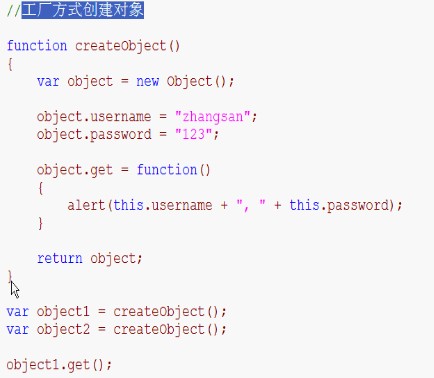 //工厂方式创建对象
function createObject()
{
var object = new Object();
object.username = "zhangsan";
object.password = "123";
object.get = function()
{
alert(this.username + ", " + this.password);
}
return object;
}
var object1 = createObject();
var object2 = createObject();
object1.get();